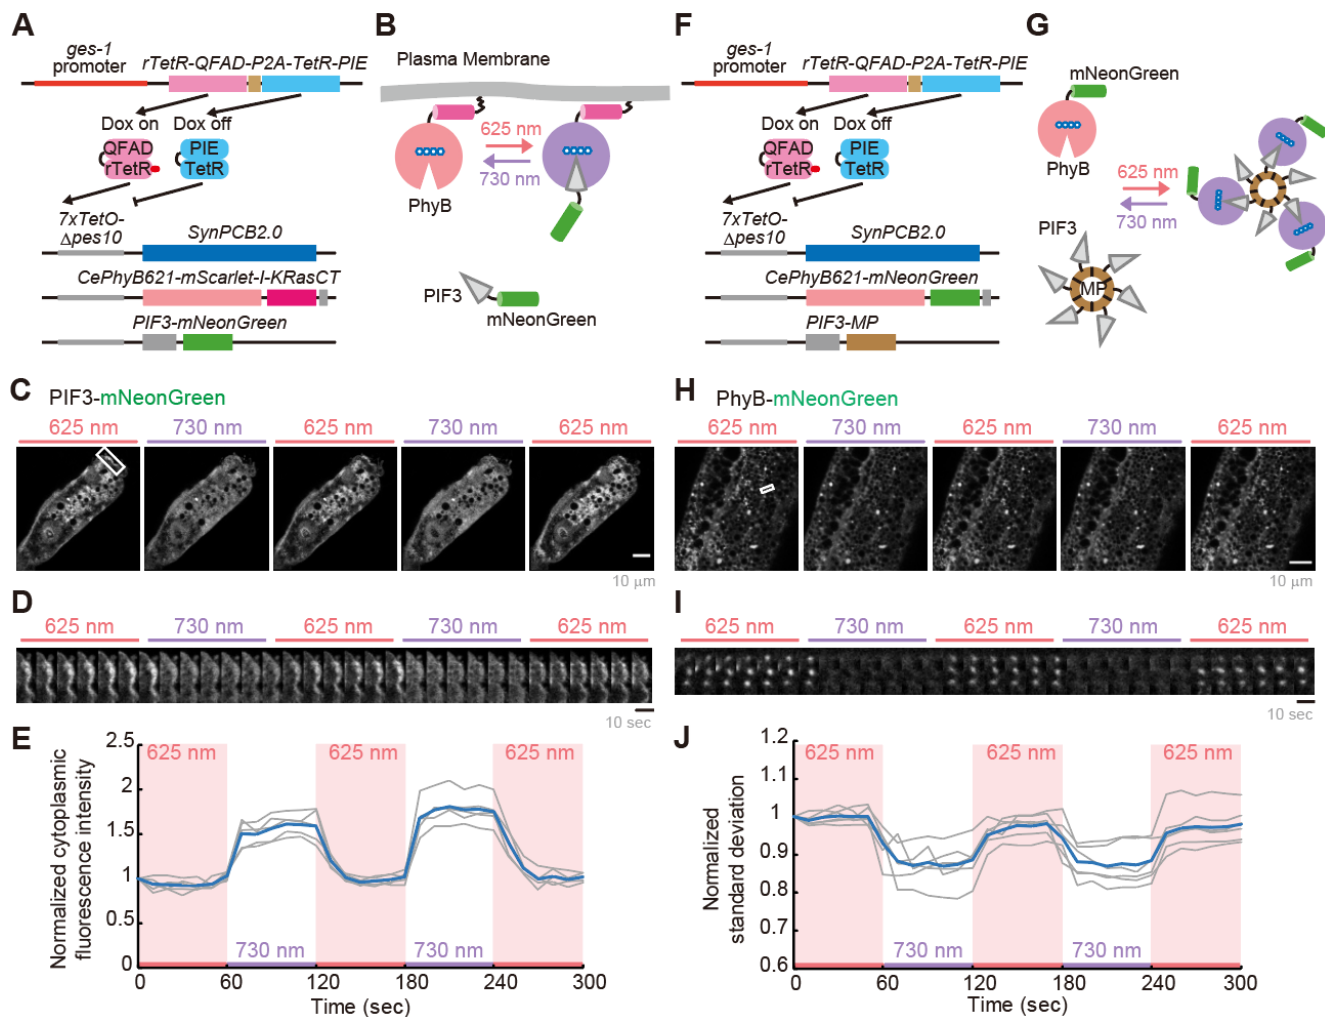 A
ges-1
promoter
rTetR-QFAD-P2A-TetR-PIE
Dox on
Dox off
QFAD
rTetR
PIE
TetR
7xTetO-
Δpes10
SynPCB2.0
CePhyB621-mScarlet-I-KRasCT
PIF3-mNeonGreen
B
Plasma Membrane
625 nm
730 nm
PhyB
PIF3
mNeonGreen
C
PIF3-mNeonGreen
625 nm
730 nm
625 nm
730 nm
625 nm
10 μm
D
625 nm
730 nm
625 nm
730 nm
625 nm
10 sec
E
Normalized cytoplasmic
fluorescence intensity
2.5
2
1.5
1
0.5
0
625 nm
625 nm
625 nm
730 nm
730 nm
0
60
120
180
240
300
Time (sec)
F
ges-1
promoter
rTetR-QFAD-P2A-TetR-PIE
Dox on
Dox off
QFAD
rTetR
PIE
TetR
7xTetO-
Δpes10
SynPCB2.0
CePhyB621-mNeonGreen
PIF3-MP
G
mNeonGreen
PhyB
625 nm
730 nm
PIF3
MP
H
PhyB-mNeonGreen
625 nm
730 nm
625 nm
730 nm
625 nm
10 μm
I
625 nm
730 nm
625 nm
730 nm
625 nm
10 sec
J
Normalized
standard deviation
1.2
1.1
1
0.9
0.8
0.7
0.6
625 nm
625 nm
625 nm
730 nm
730 nm
0
60
120
180
240
300
Time (sec)